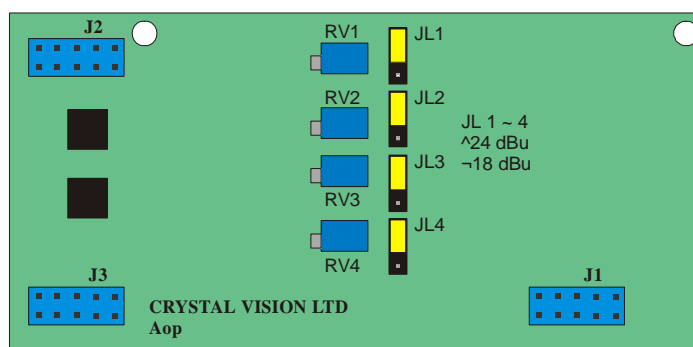 J2
RV1
JL1
RV2
JL2
JL 1 ~ 4
^24 dBu
¬18 dBu
JL3
RV3
JL4
RV4
J3
J1
CRYSTAL VISION LTD
Aop